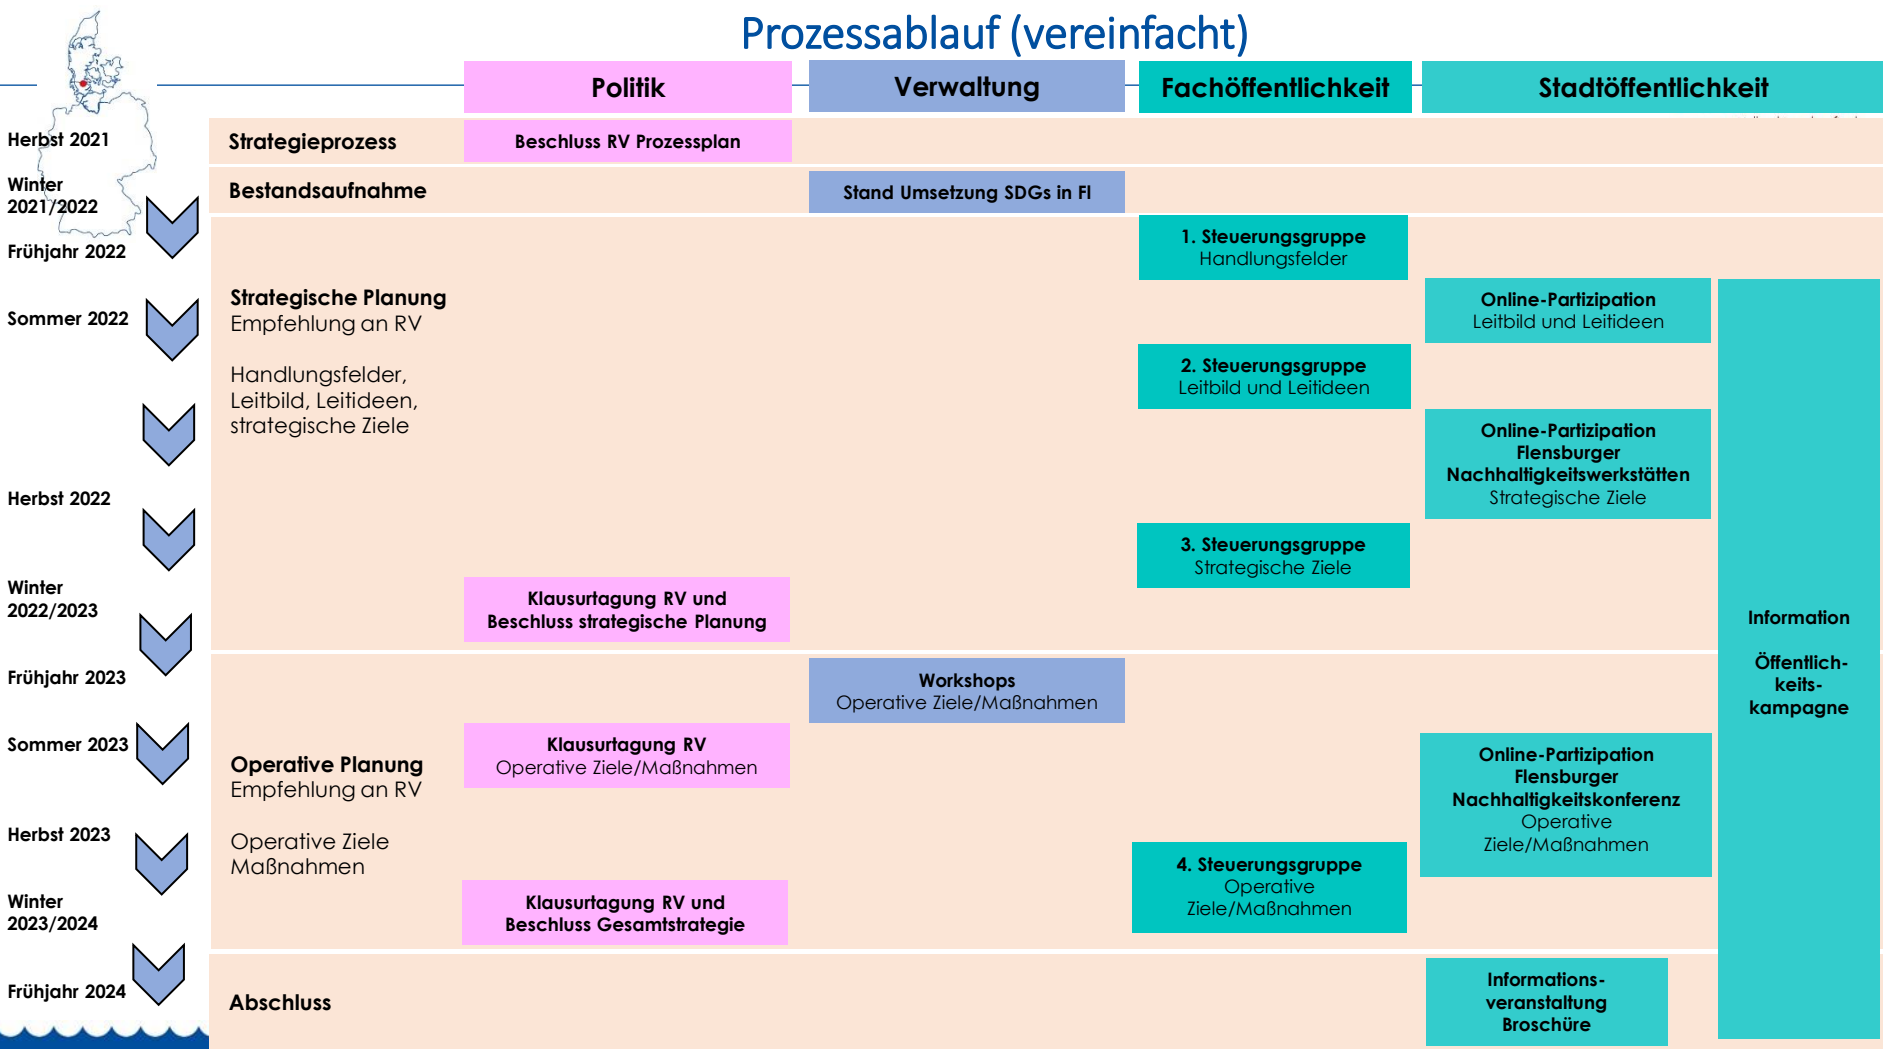 Prozessablauf (vereinfacht)
Politik
Verwaltung
Fachöffentlichkeit
Stadtöffentlichkeit
Herbst 2021
Strategieprozess
Beschluss RV Prozessplan
Winter
2021/2022
Bestandsaufnahme
Stand Umsetzung SDGs in Fl
Frühjahr 2022
1. Steuerungsgruppe
Handlungsfelder
Sommer 2022
Strategische Planung
Empfehlung an RV
Handlungsfelder,
Leitbild, Leitideen,
strategische Ziele
Online-Partizipation
Leitbild und Leitideen
2. Steuerungsgruppe
Leitbild und Leitideen
Online-Partizipation
Flensburger
Nachhaltigkeitswerkstätten
Strategische Ziele
Herbst 2022
3. Steuerungsgruppe
Strategische Ziele
Winter
2022/2023
Klausurtagung RV und
Beschluss strategische Planung
Information
Öffentlich-
keits-
kampagne
Frühjahr 2023
Workshops
Operative Ziele/Maßnahmen
Sommer 2023
Operative Planung
Empfehlung an RV
Operative Ziele
Maßnahmen
Klausurtagung RV
Operative Ziele/Maßnahmen
Online-Partizipation
Flensburger
Nachhaltigkeitskonferenz
Operative
Ziele/Maßnahmen
Herbst 2023
4. Steuerungsgruppe
Operative
Ziele/Maßnahmen
Winter
2023/2024
Klausurtagung RV und
Beschluss Gesamtstrategie
Frühjahr 2024
Abschluss
Informations-
veranstaltung
Broschüre